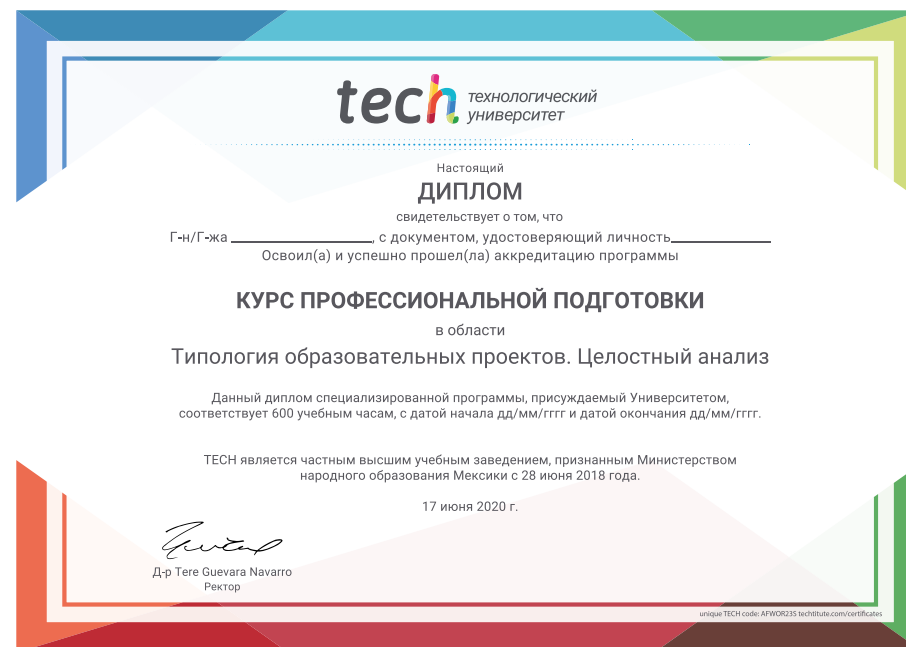 tech технологический
университет
Настоящий
ДИПЛОМ
свидетельствует о том, что
Г-н/Г-жа ____________________, с документом, удостоверяющий личность______________
Освоил(а) и успешно прошел(ла) аккредитацию программы
КУРС ПРОФЕССИОНАЛЬНОЙ ПОДГОТОВКИ
в области
Типология образовательных проектов. Целостный анализ
Данный диплом специализированной программы, присуждаемый Университетом,
соответствует 600 учебным часам, с датой начала дд/мм/гггг и датой окончания дд/мм/гггг.
TECH является частным высшим учебным заведением, признанным Министерством
народного образования Мексики с 28 июня 2018 года.
17 июня 2020 г.
Д-р Tere Guevara Navarro
Ректор
unique TECH code: AFWOR23S techtitute.com/certificates